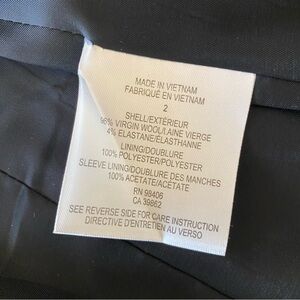 MADE IN VIETNAM
FABRIQUÉ EN VIETNAM
2
SHELL/EXTÉRIEUR
96% VIRGIN WOOL/LAINE VIERGE
4% ELASTANE/ÉLASTHANNE
LINING/DOUBLURE
100% POLYESTER/POLYESTER
SLEEVE LINING/DOUBLURE DES MANCHES
100% ACETATE/ACÉTATE
RN 98406
CA 39862
SEE REVERSE SIDE FOR CARE INSTRUCTION
DIRECTIVE D'ENTRETIEN AU VERSO